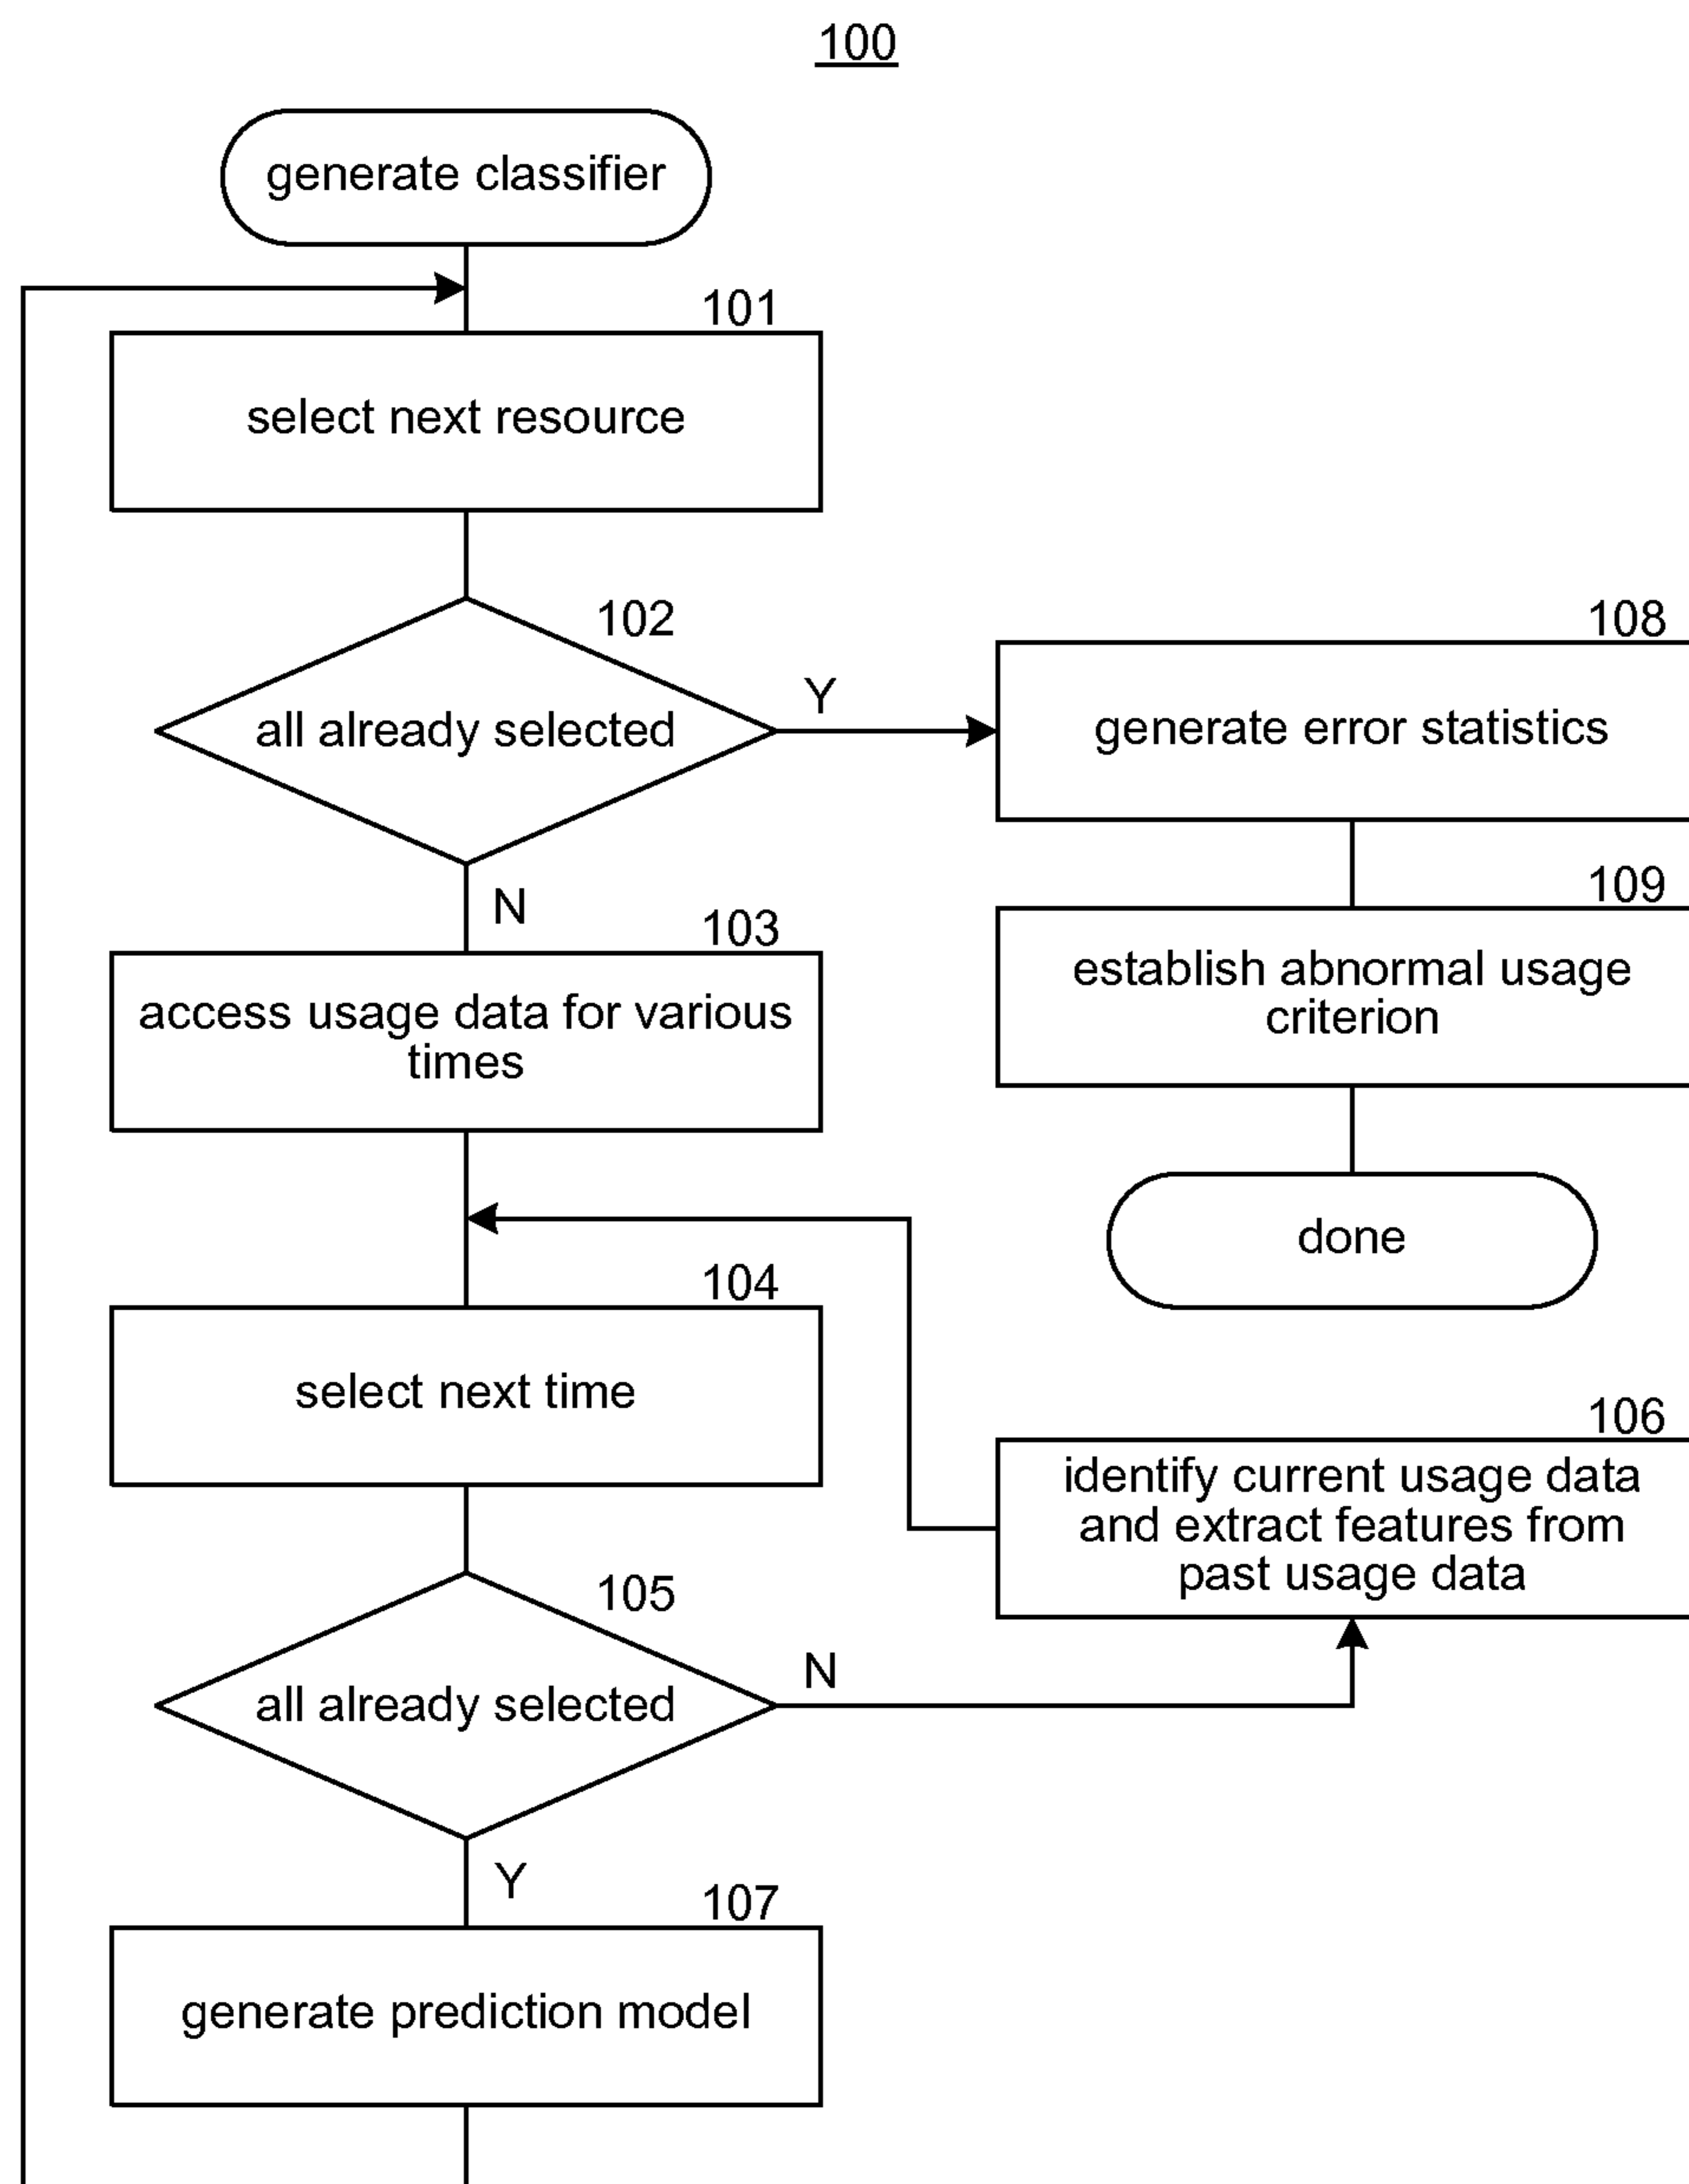 100
generate classifier
101
select next resource
102
all already selected
Y
N
108
generate error statistics
109
establish abnormal usage
criterion
done
103
access usage data for various
times
104
select next time
105
all already selected
N
Y
106
identify current usage data
and extract features from
past usage data
107
generate prediction model